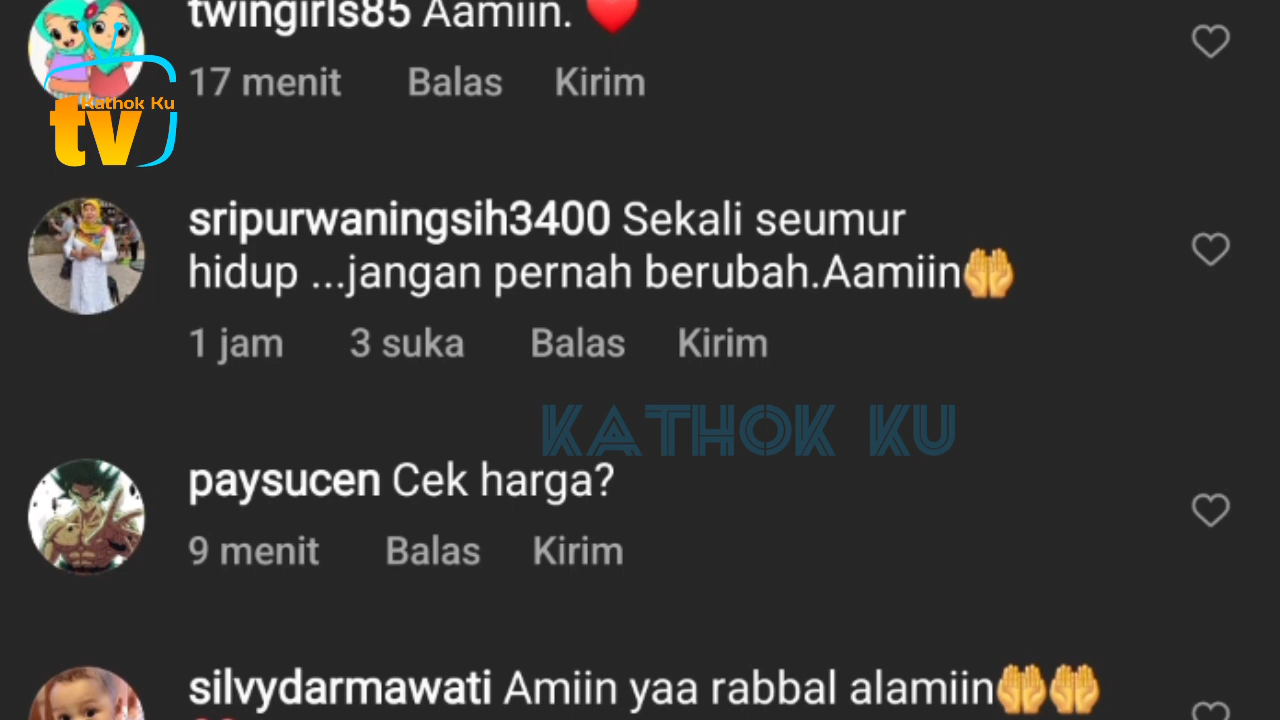 twingirls85 Aamiin. ❤️
17 menit Balas Kirim
Kathok Ku
tv
sripurwaningsih3400 Sekali seumur
hidup ...jangan pernah berubah.Aamiin🤲
1 jam 3 suka Balas Kirim
KATHOK KU
paysucen Cek harga?
9 menit Balas Kirim
silvydarmawati Amiin yaa rabbal alamiin🤲🤲